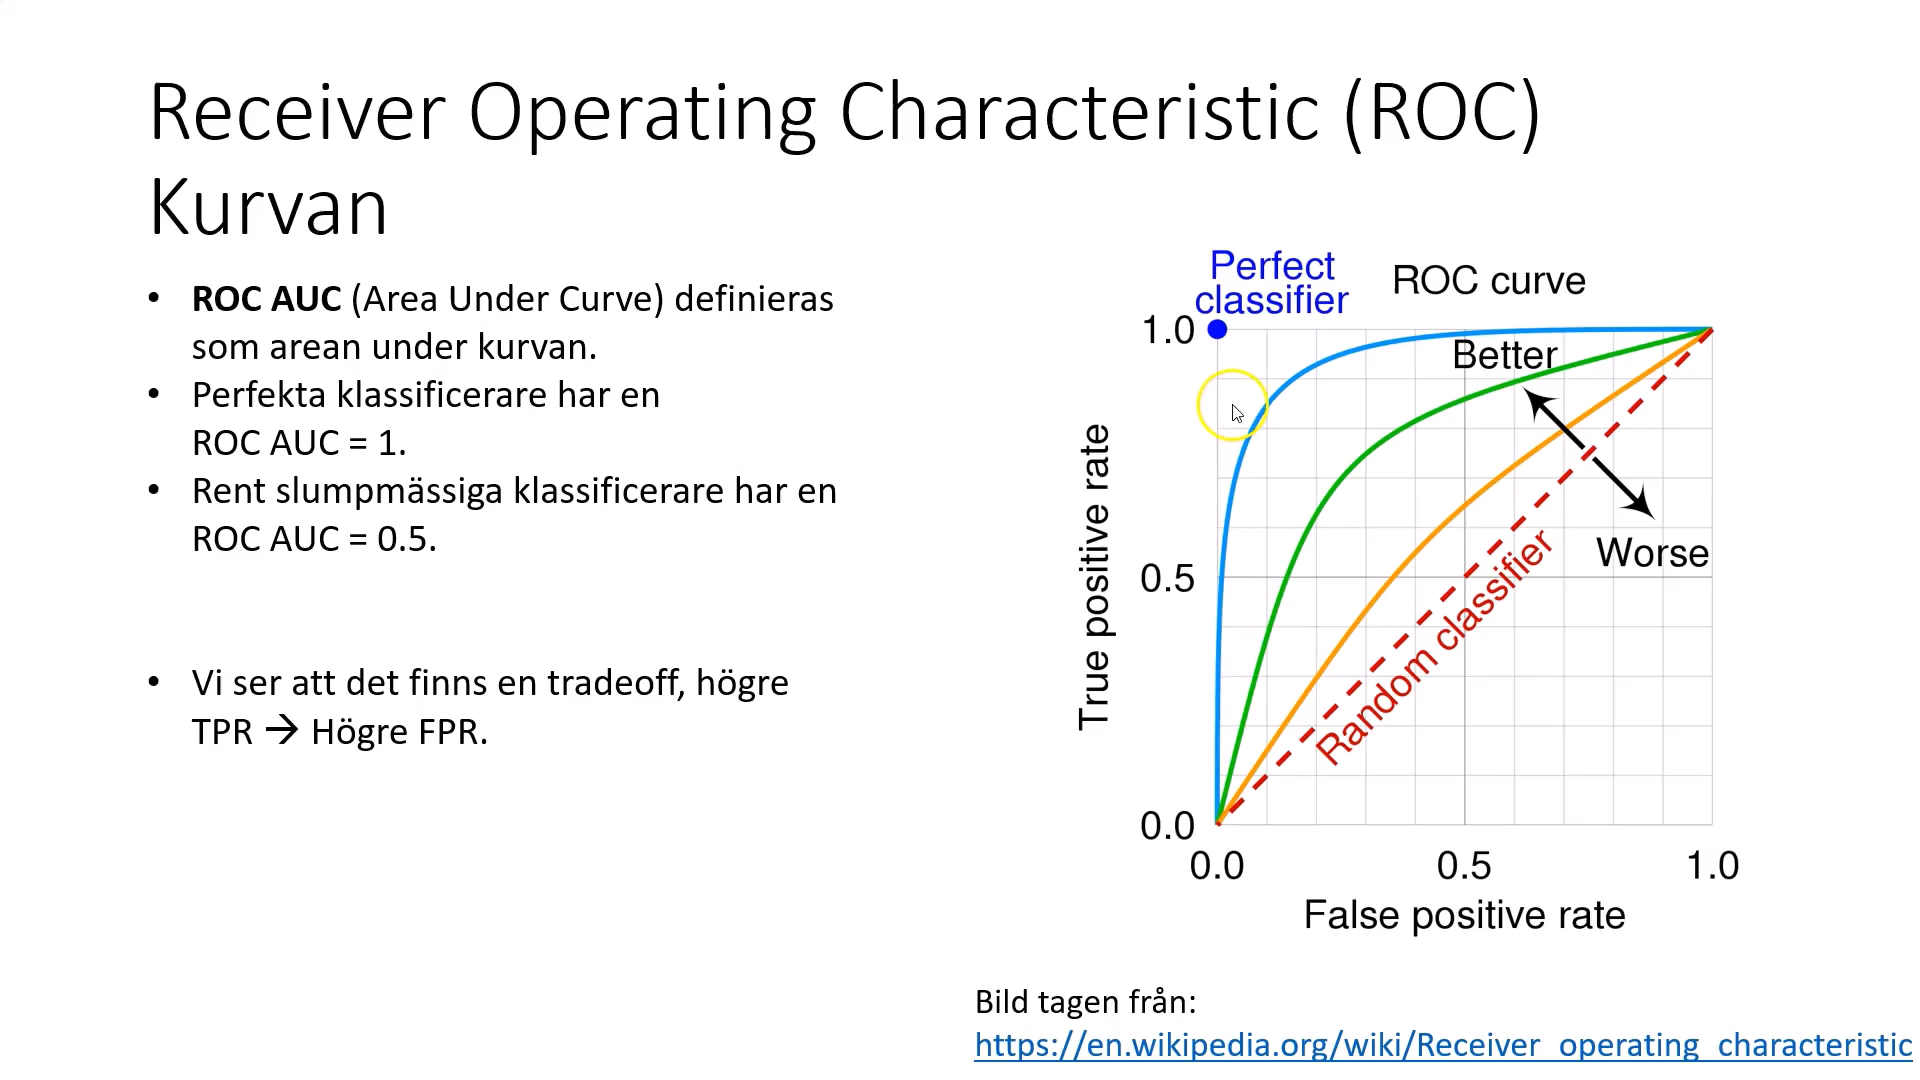 Receiver Operating Characteristic (ROC)
Kurvan
• ROC AUC (Area Under Curve) definieras
som arean under kurvan.
• Perfekta klassificerare har en
ROC AUC = 1.
• Rent slumpmässiga klassificerare har en
ROC AUC = 0.5.
• Vi ser att det finns en tradeoff, högre
TPR → Högre FPR.
Perfect
classifier
ROC curve
1.0
Better
True positive rate
0.5
Worse
Random classifier
0.0
0.0 0.5 1.0
False positive rate
Bild tagen från:
https://en.wikipedia.org/wiki/Receiver_operating_characteristic